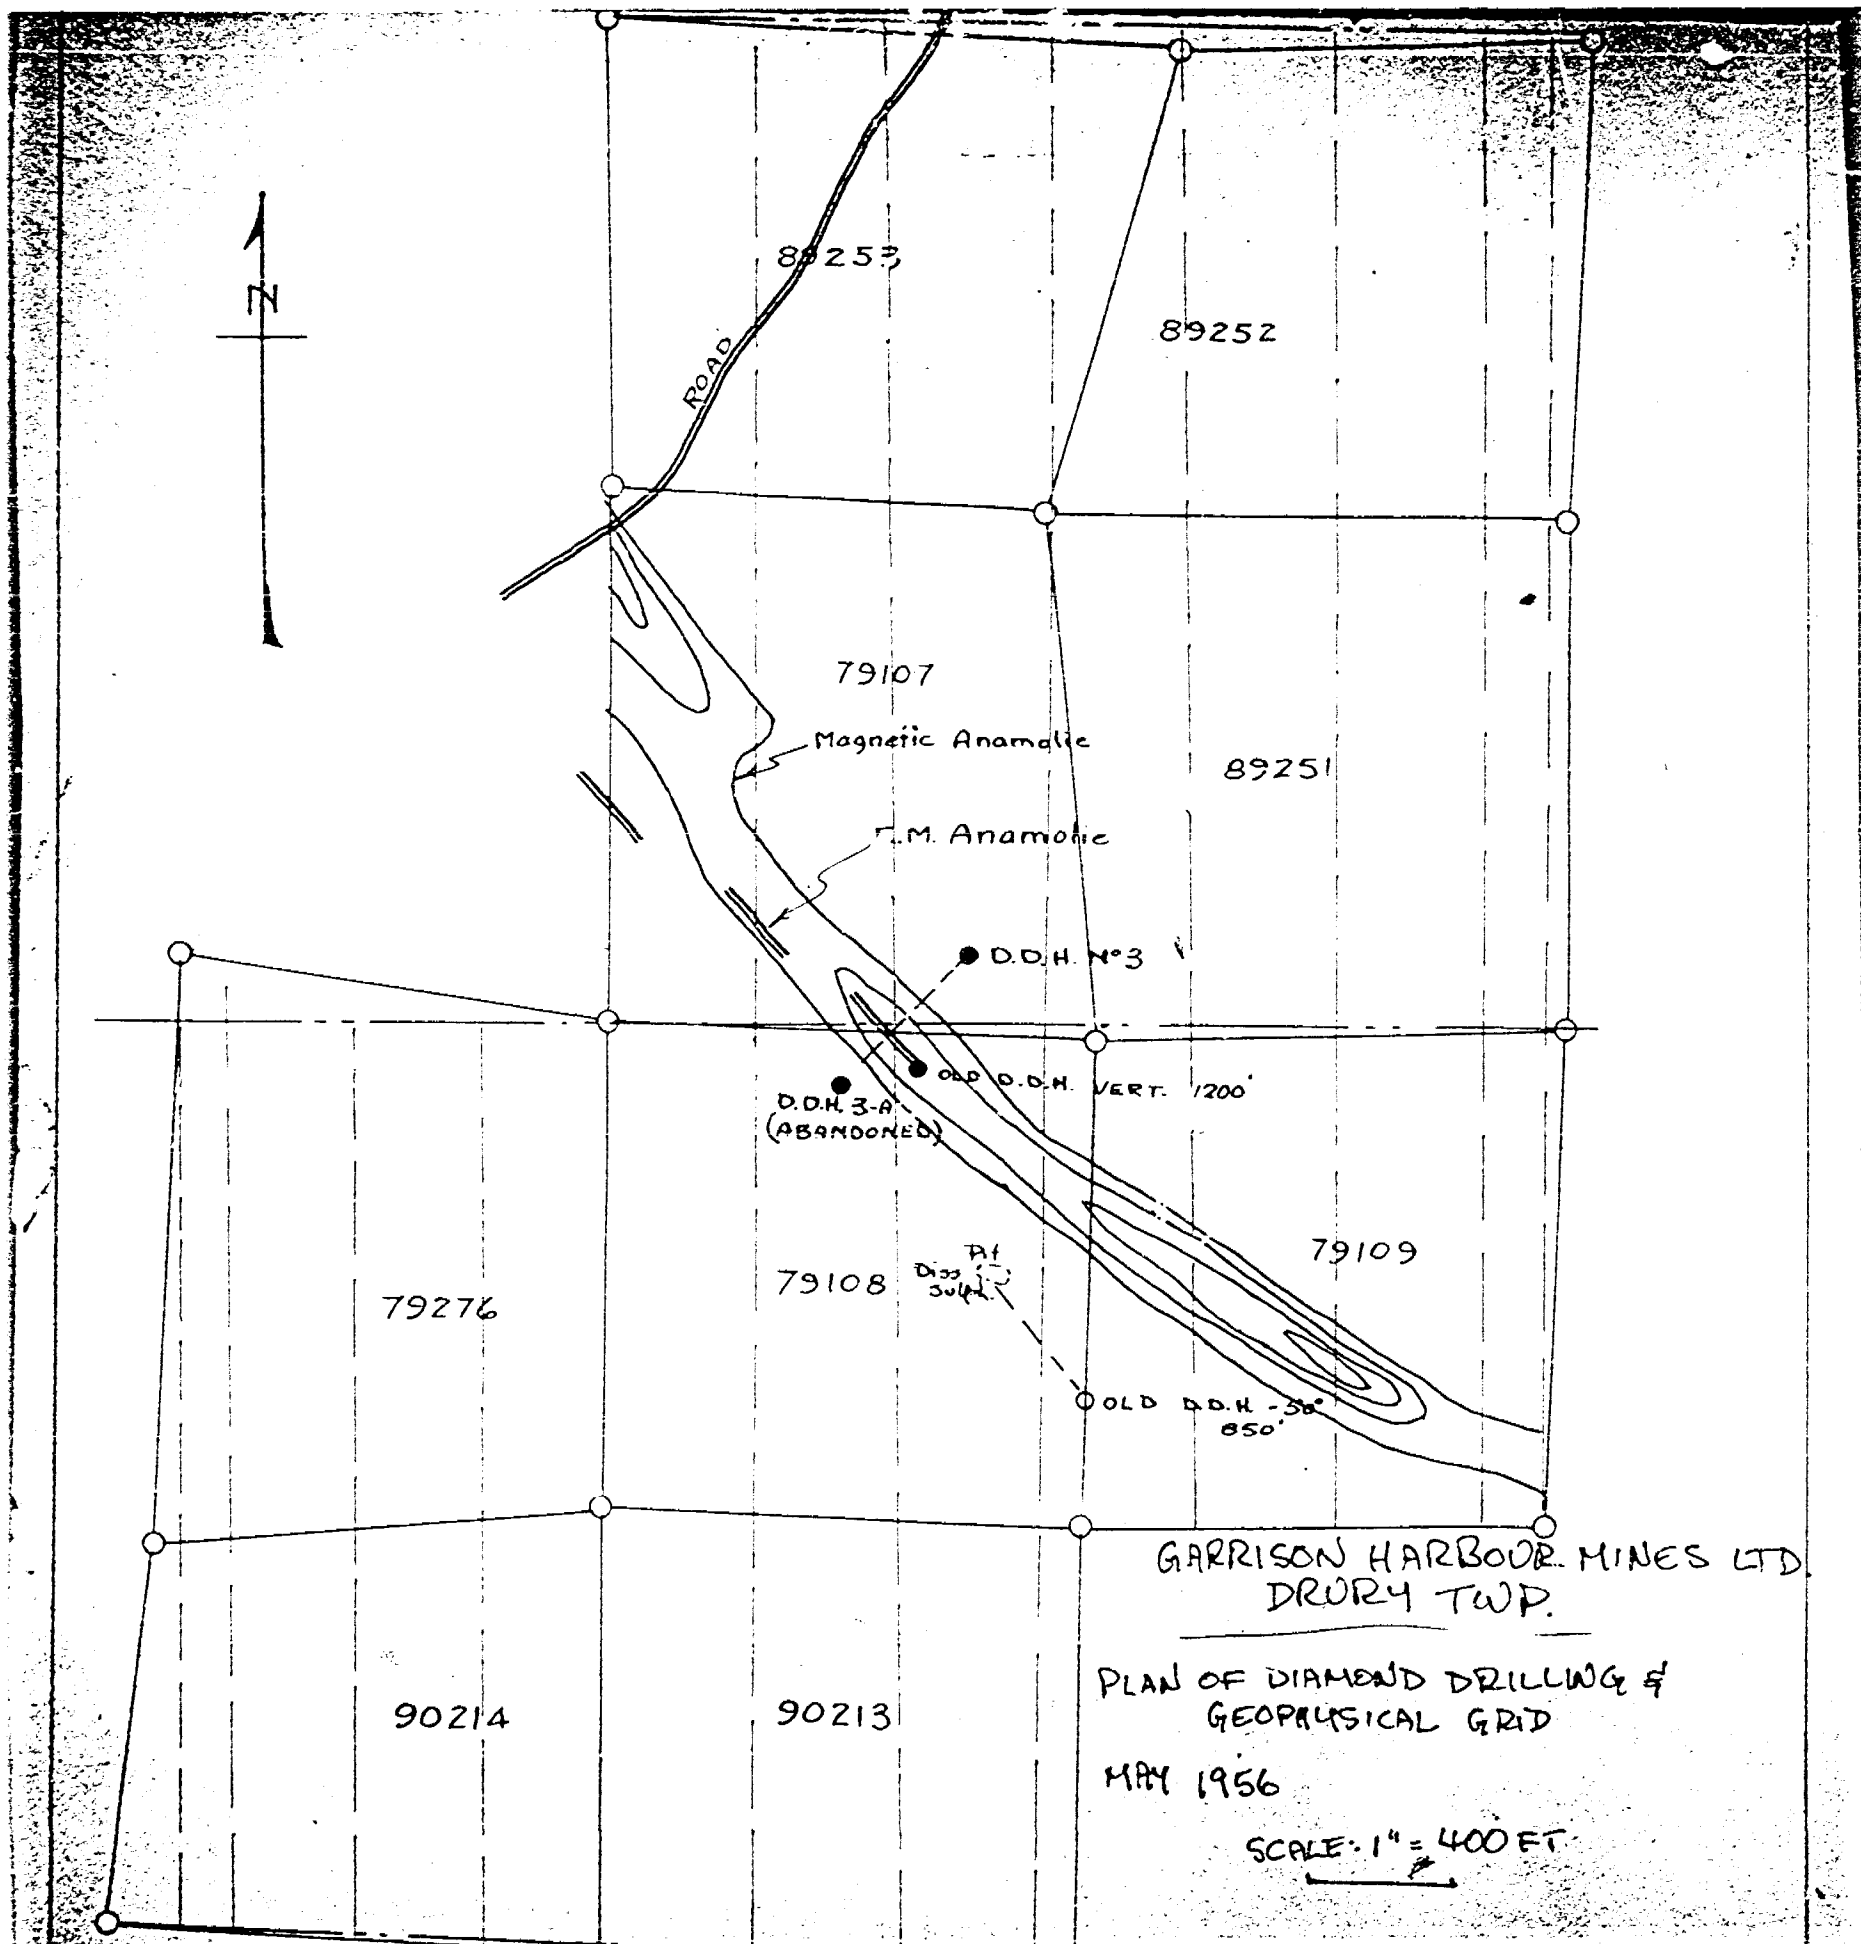 N
89253
89252
ROAD
79107
Magnetic Anamolie
89251
.M. Anamolie
D.D.H. Nº3
OLD D.D.H. VERT. 1200'
D.D.H. 3-A
(ABANDONED)
79109
Pit
Diss
Sulph.
79108
79276
OLD D.D.H -50°
850'
GARRISON HARBOUR MINES LTD.
DRURY TWP.
90214
90213
PLAN OF DIAMOND DRILLING &
GEOPHYSICAL GRID
MAY 1956
SCALE: 1" = 400 FT